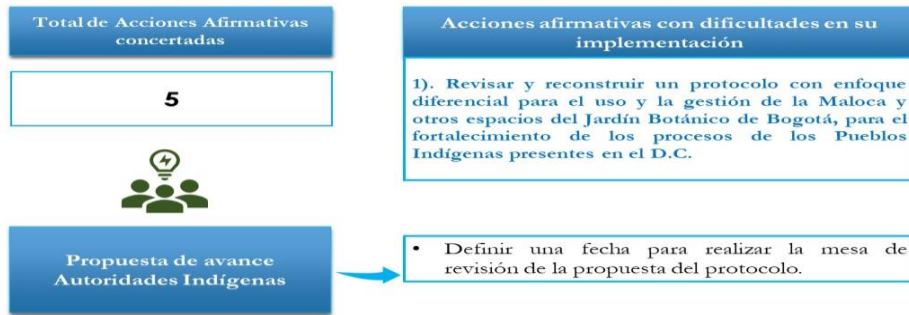 Total de Acciones Afirmativas
concertadas
5
Acciones afirmativas con dificultades en su
implementación
1). Revisar y reconstruir un protocolo con enfoque
diferencial para el uso y la gestión de la Maloca y
otros espacios del Jardín Botánico de Bogotá, para el
fortalecimiento de los procesos de los Pueblos
Indígenas presentes en el D.C.
Propuesta de avance
Autoridades Indígenas
• Definir una fecha para realizar la mesa de
revisión de la propuesta del protocolo.